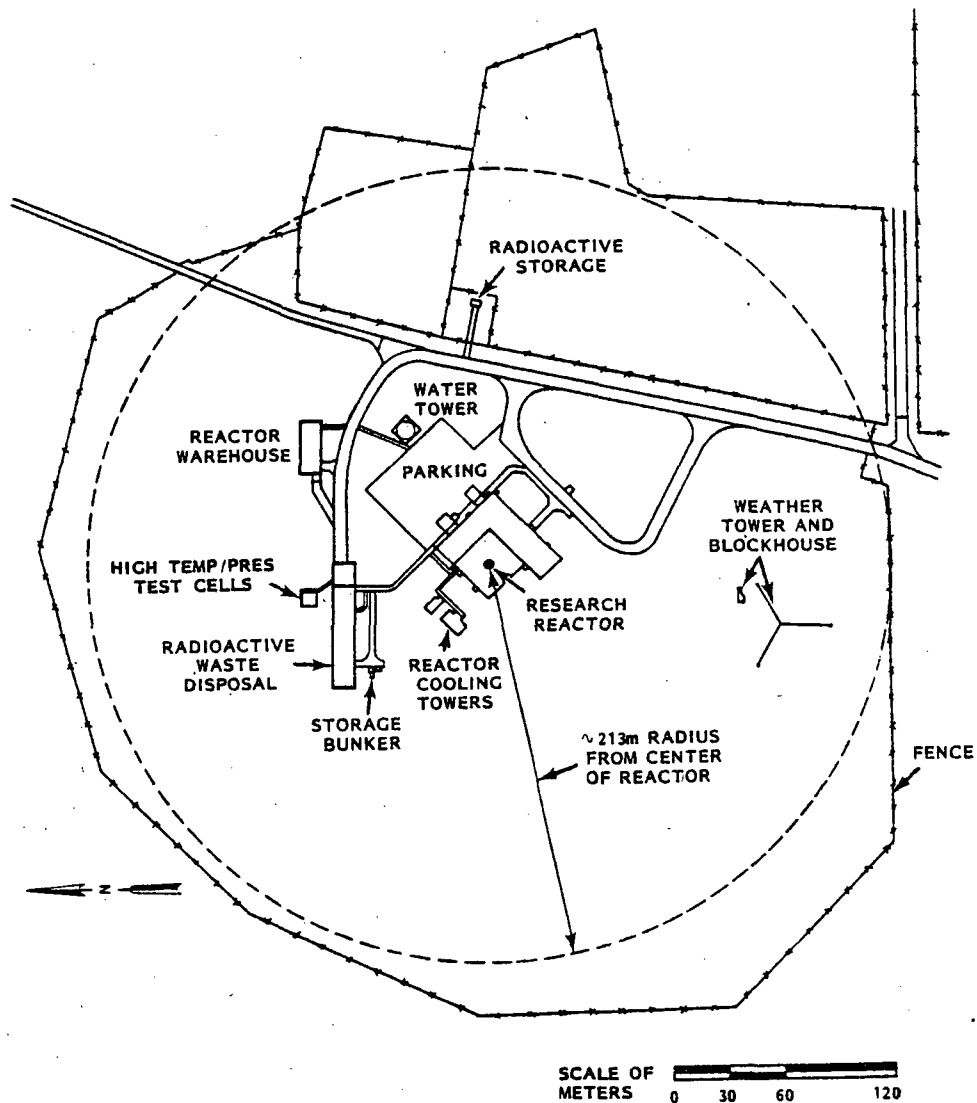 RADIOACTIVE
STORAGE
WATER
TOWER
REACTOR
WAREHOUSE
PARKING
WEATHER
TOWER AND
BLOCKHOUSE
HIGH TEMP/PRES
TEST CELLS
RESEARCH
REACTOR
RADIOACTIVE
WASTE
DISPOSAL
REACTOR
COOLING
TOWERS
STORAGE
BUNKER
~213m RADIUS
FROM CENTER
OF REACTOR
FENCE
N
SCALE OF
METERS
0 30 60 120